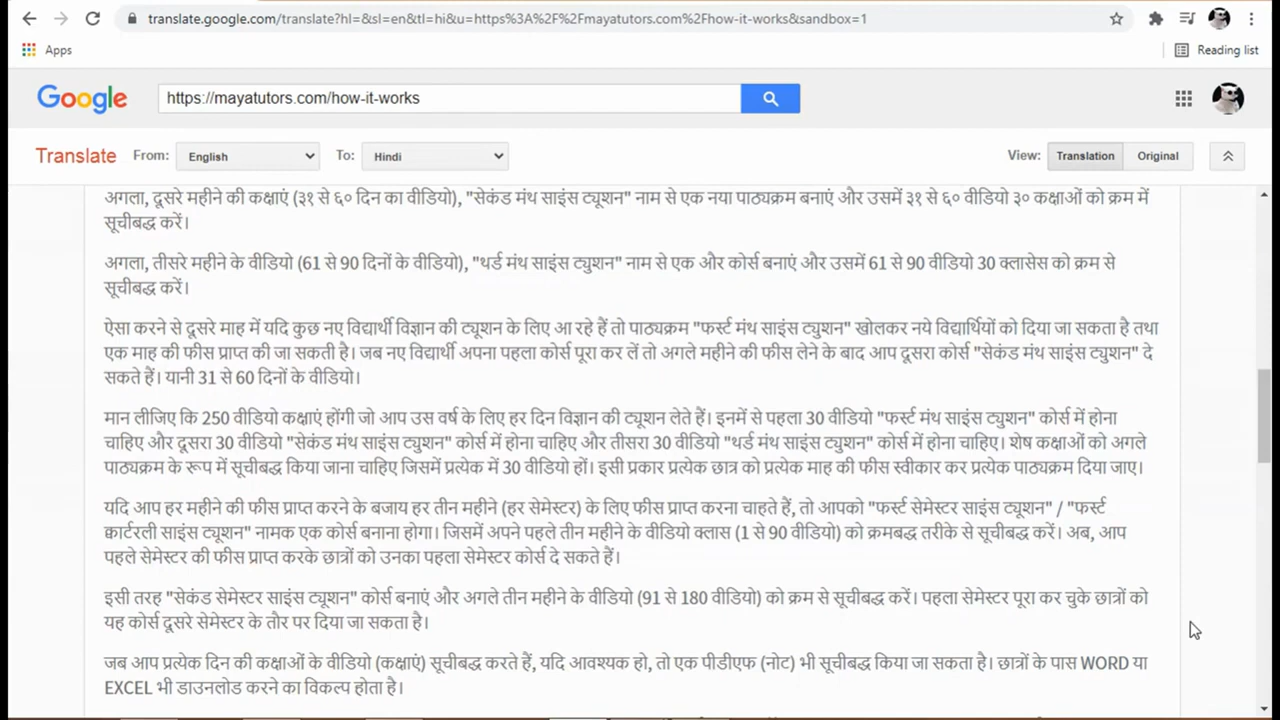 translate.google.com/translate?hl=&sl=en&tl=hi&u=https%3A%2F%2Fmayatutors.com%2Fhow-it-works&sandbox=1
Apps
Reading list
Google
https://mayatutors.com/how-it-works
Translate From: English To: Hindi View: Translation Original
अगला, दूसरे महीने की कक्षाएं (३१ से ६० दिन का वीडियो), "सेकंड मंथ साइंस ट्यूशन" नाम से एक नया पाठ्यक्रम बनाएं और उसमें ३१ से ६० वीडियो ३० कक्षाओं को क्रम में
सूचीबद्ध करें।
अगला, तीसरे महीने के वीडियो (61 से 90 दिनों के वीडियो), "थर्ड मंथ साइंस ट्युशन" नाम से एक और कोर्स बनाएं और उसमें 61 से 90 वीडियो 30 क्लासेस को क्रम से
सूचीबद्ध करें।
ऐसा करने से दूसरे माह में यदि कुछ नए विद्यार्थी विज्ञान की ट्यूशन के लिए आ रहे हैं तो पाठ्यक्रम "फर्स्ट मंथ साइंस ट्युशन" खोलकर नये विद्यार्थियों को दिया जा सकता है तथा
एक माह की फीस प्राप्त की जा सकती है। जब नए विद्यार्थी अपना पहला कोर्स पूरा कर लें तो अगले महीने की फीस लेने के बाद आप दूसरा कोर्स "सेकंड मंथ साइंस ट्युशन" दे
सकते हैं। यानी 31 से 60 दिनों के वीडियो।
मान लीजिए कि 250 वीडियो कक्षाएं होंगी जो आप उस वर्ष के लिए हर दिन विज्ञान की ट्यूशन लेते हैं। इनमें से पहला 30 वीडियो "फर्स्ट मंथ साइंस ट्युशन" कोर्स में होना
चाहिए और दूसरा 30 वीडियो "सेकंड मंथ साइंस ट्युशन" कोर्स में होना चाहिए और तीसरा 30 वीडियो "थर्ड मंथ साइंस ट्युशन" कोर्स में होना चाहिए। शेष कक्षाओं को अगले
पाठ्यक्रम के रूप में सूचीबद्ध किया जाना चाहिए जिसमें प्रत्येक में 30 वीडियो हों। इसी प्रकार प्रत्येक छात्र को प्रत्येक माह की फीस स्वीकार कर प्रत्येक पाठ्यक्रम दिया जाए।
यदि आप हर महीने की फीस प्राप्त करने के बजाय हर तीन महीने (हर सेमेस्टर) के लिए फीस प्राप्त करना चाहते हैं, तो आपको "फर्स्ट सेमेस्टर साइंस ट्यूशन" / "फर्स्ट
क्वार्टरली साइंस ट्यूशन" नामक एक कोर्स बनाना होगा। जिसमें अपने पहले तीन महीने के वीडियो क्लास (1 से 90 वीडियो) को क्रमबद्ध तरीके से सूचीबद्ध करें। अब, आप
पहले सेमेस्टर की फीस प्राप्त करके छात्रों को उनका पहला सेमेस्टर कोर्स दे सकते हैं।
इसी तरह "सेकंड सेमेस्टर साइंस ट्यूशन" कोर्स बनाएं और अगले तीन महीने के वीडियो (91 से 180 वीडियो) को क्रम से सूचीबद्ध करें। पहला सेमेस्टर पूरा कर चुके छात्रों को
यह कोर्स दूसरे सेमेस्टर के तौर पर दिया जा सकता है।
जब आप प्रत्येक दिन की कक्षाओं के वीडियो (कक्षाएं) सूचीबद्ध करते हैं, यदि आवश्यक हो, तो एक पीडीएफ (नोट) भी सूचीबद्ध किया जा सकता है। छात्रों के पास WORD या
EXCEL भी डाउनलोड करने का विकल्प होता है।